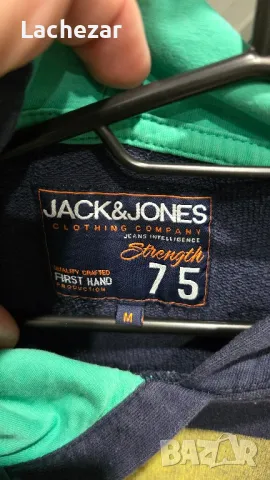 Lachezar
JACK&JONES
CLOTHING COMPANY
JEANS INTELLIGENCE
Strength
QUALITY CRAFTED
FIRST HAND
PRODUCTION
75
M
BAZAR